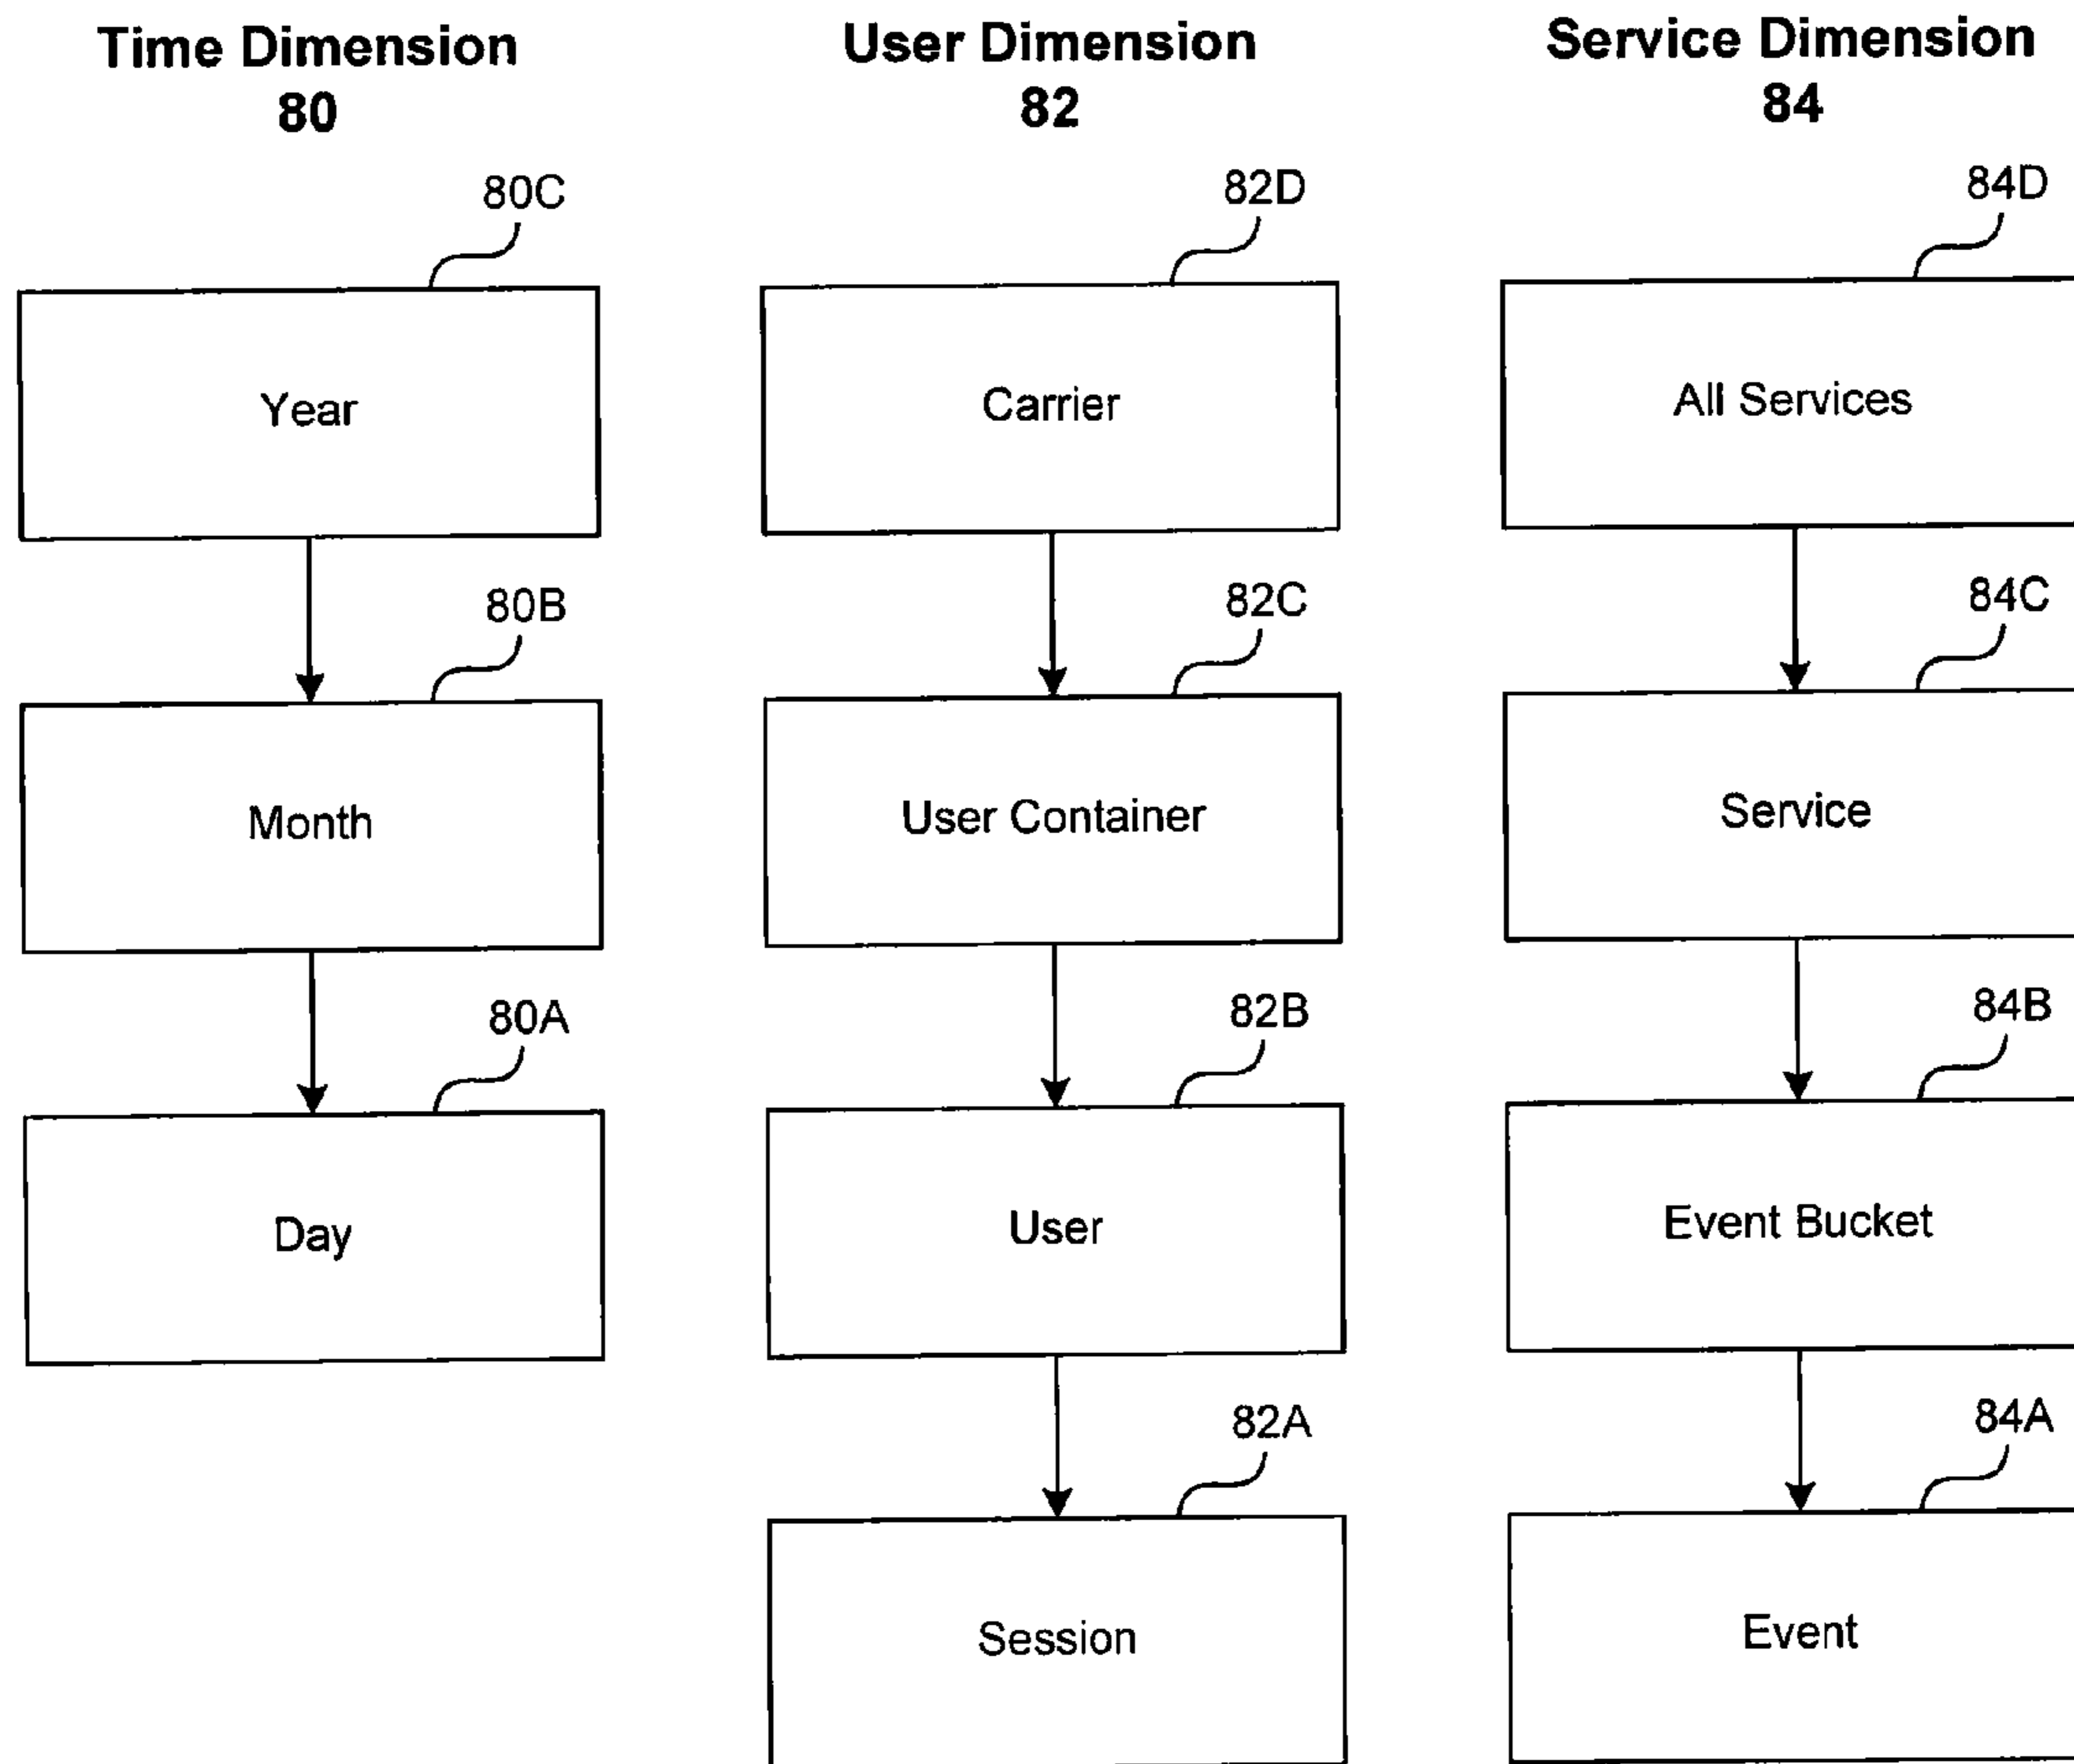 Time Dimension
80
User Dimension
82
Service Dimension
84
80C
82D
84D
Year
Carrier
All Services
80B
82C
84C
Month
User Container
Service
80A
82B
84B
Day
User
Event Bucket
82A
84A
Session
Event